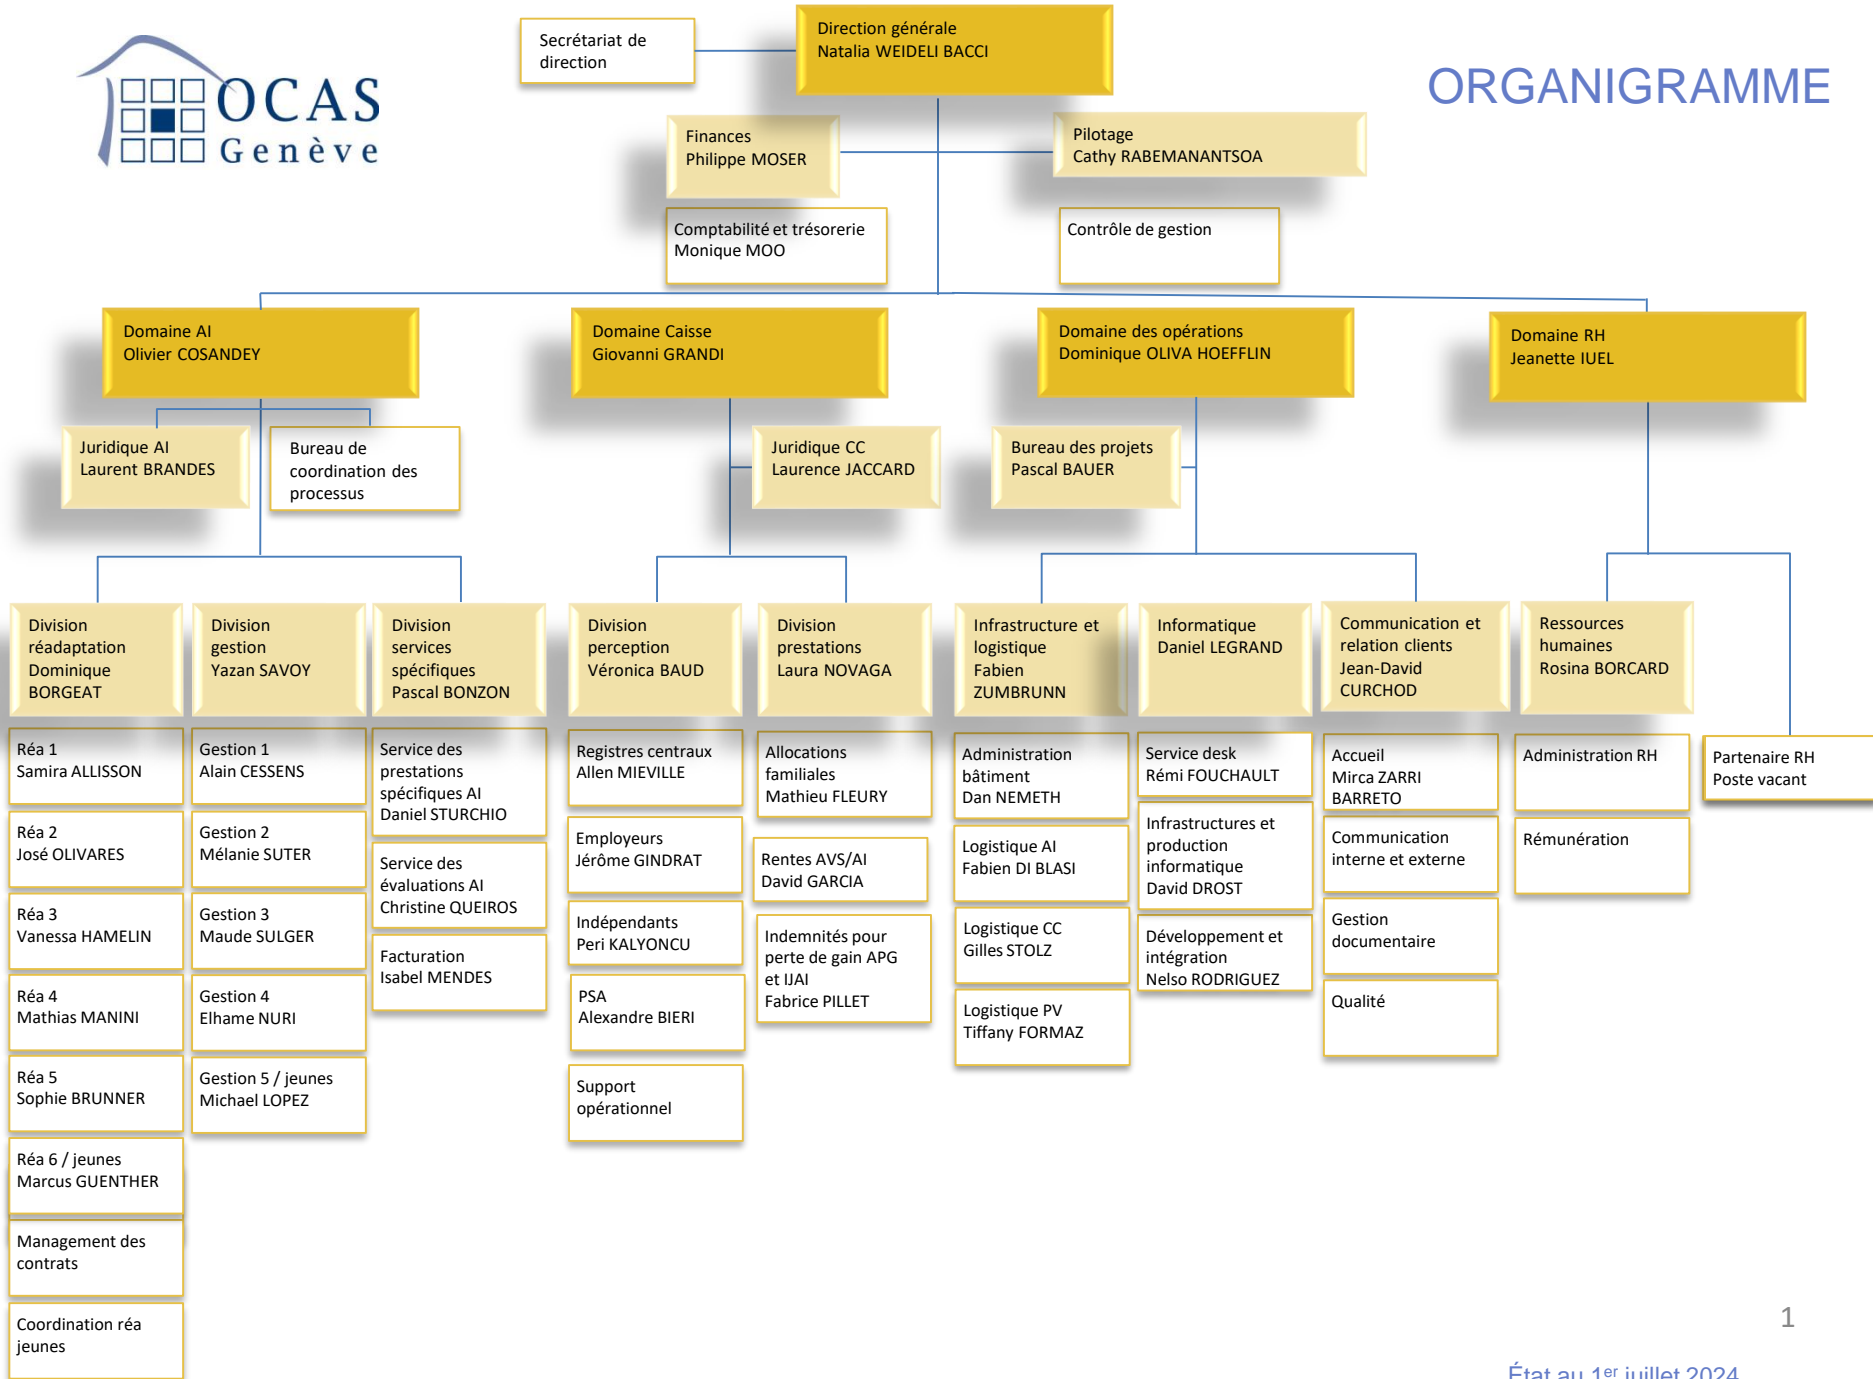 OCAS
Genève
Secrétariat de
direction
Direction générale
Natalia WEIDELI BACCI
ORGANIGRAMME
Finances
Philippe MOSER
Pilotage
Cathy RABEMANANTSOA
Comptabilité et trésorerie
Monique MOO
Contrôle de gestion
Domaine AI
Olivier COSANDEY
Domaine Caisse
Giovanni GRANDI
Domaine des opérations
Dominique OLIVA HOEFFLIN
Domaine RH
Jeanette IUEL
Juridique AI
Laurent BRANDES
Bureau de
coordination des
processus
Juridique CC
Laurence JACCARD
Bureau des projets
Pascal BAUER
Division
réadaptation
Dominique
BORGEAT
Division
gestion
Yazan SAVOY
Division
services
spécifiques
Pascal BONZON
Division
perception
Véronica BAUD
Division
prestations
Laura NOVAGA
Infrastructure et
logistique
Fabien
ZUMBRUNN
Informatique
Daniel LEGRAND
Communication et
relation clients
Jean-David
CURCHOD
Ressources
humaines
Rosina BORCARD
Réa 1
Samira ALLISSON
Réa 2
José OLIVARES
Réa 3
Vanessa HAMELIN
Réa 4
Mathias MANINI
Réa 5
Sophie BRUNNER
Réa 6 / jeunes
Marcus GUENTHER
Management des
contrats
Coordination réa
jeunes
Gestion 1
Alain CESSENS
Gestion 2
Mélanie SUTER
Gestion 3
Maude SULGER
Gestion 4
Elhame NURI
Gestion 5 / jeunes
Michael LOPEZ
Service des
prestations
spécifiques AI
Daniel STURCHIO
Service des
évaluations AI
Christine QUEIROS
Facturation
Isabel MENDES
Registres centraux
Allen MIEVILLE
Employeurs
Jérôme GINDRAT
Indépendants
Peri KALYONCU
PSA
Alexandre BIERI
Support
opérationnel
Allocations
familiales
Mathieu FLEURY
Rentes AVS/AI
David GARCIA
Indemnités pour
perte de gain APG
et IJAI
Fabrice PILLET
Administration
bâtiment
Dan NEMETH
Logistique AI
Fabien DI BLASI
Logistique CC
Gilles STOLZ
Logistique PV
Tiffany FORMAZ
Service desk
Rémi FOUCHAULT
Infrastructures et
production
informatique
David DROST
Développement et
intégration
Nelso RODRIGUEZ
Accueil
Mirca ZARRI
BARRETO
Communication
interne et externe
Gestion
documentaire
Qualité
Administration RH
Rémunération
Partenaire RH
Poste vacant
1
État au 1er juillet 2024